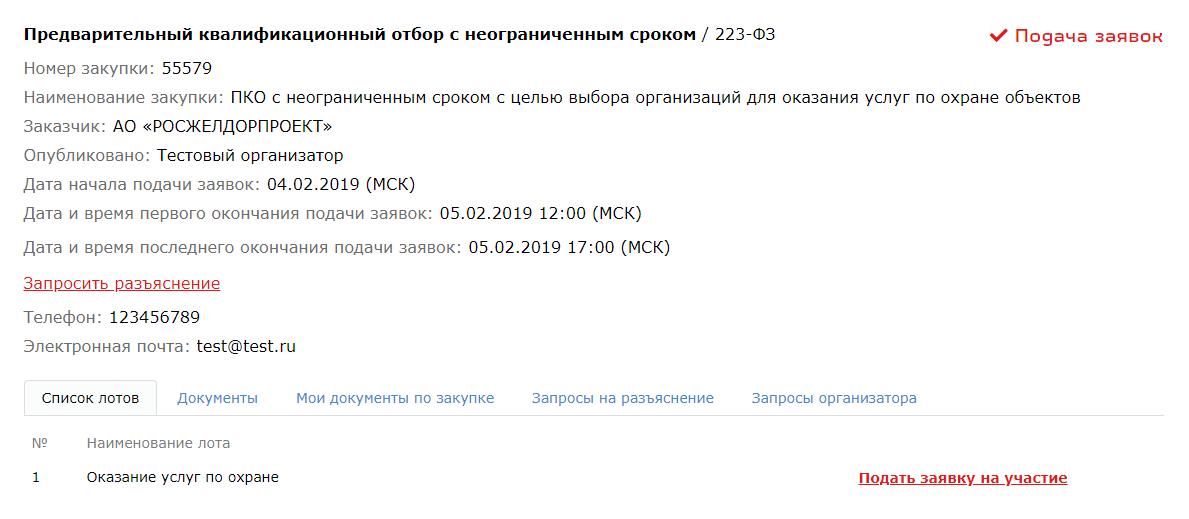 Предварительный квалификационный отбор с неограниченным сроком / 223-ФЗ
Подача заявок
Номер закупки: 55579
Наименование закупки: ПКО с неограниченным сроком с целью выбора организаций для оказания услуг по охране объектов
Заказчик: АО «РОСЖЕЛДОРПРОЕКТ»
Опубликовано: Тестовый организатор
Дата начала подачи заявок: 04.02.2019 (МСК)
Дата и время первого окончания подачи заявок: 05.02.2019 12:00 (МСК)
Дата и время последнего окончания подачи заявок: 05.02.2019 17:00 (МСК)
Запросить разъяснение
Телефон: 123456789
Электронная почта: test@test.ru
Список лотов Документы Мои документы по закупке Запросы на разъяснение Запросы организатора
№ Наименование лота
1 Оказание услуг по охране Подать заявку на участие